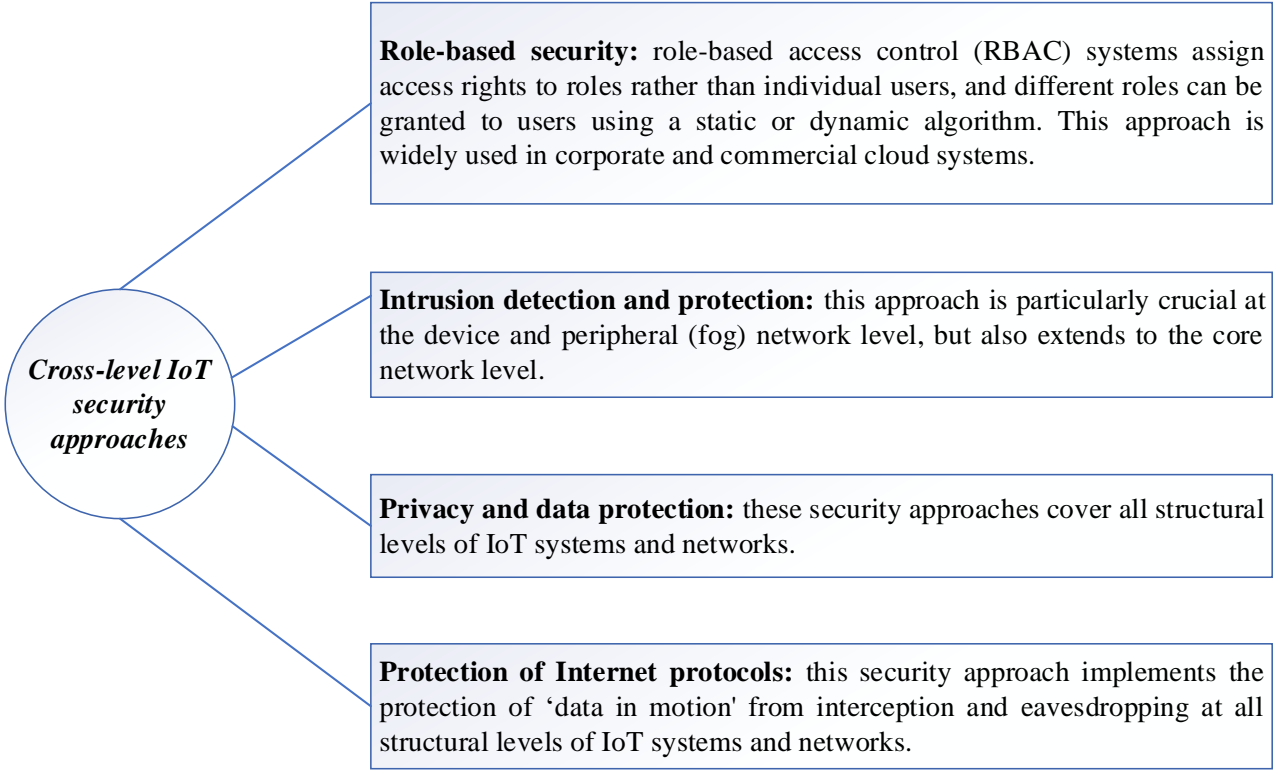 Role-based security: role-based access control (RBAC) systems assign
access rights to roles rather than individual users, and different roles can be
granted to users using a static or dynamic algorithm. This approach is
widely used in corporate and commercial cloud systems.
Intrusion detection and protection: this approach is particularly crucial at
the device and peripheral (fog) network level, but also extends to the core
network level.
Cross-level IoT
security
approaches
Privacy and data protection: these security approaches cover all structural
levels of IoT systems and networks.
Protection of Internet protocols: this security approach implements the
protection of ‘data in motion' from interception and eavesdropping at all
structural levels of IoT systems and networks.